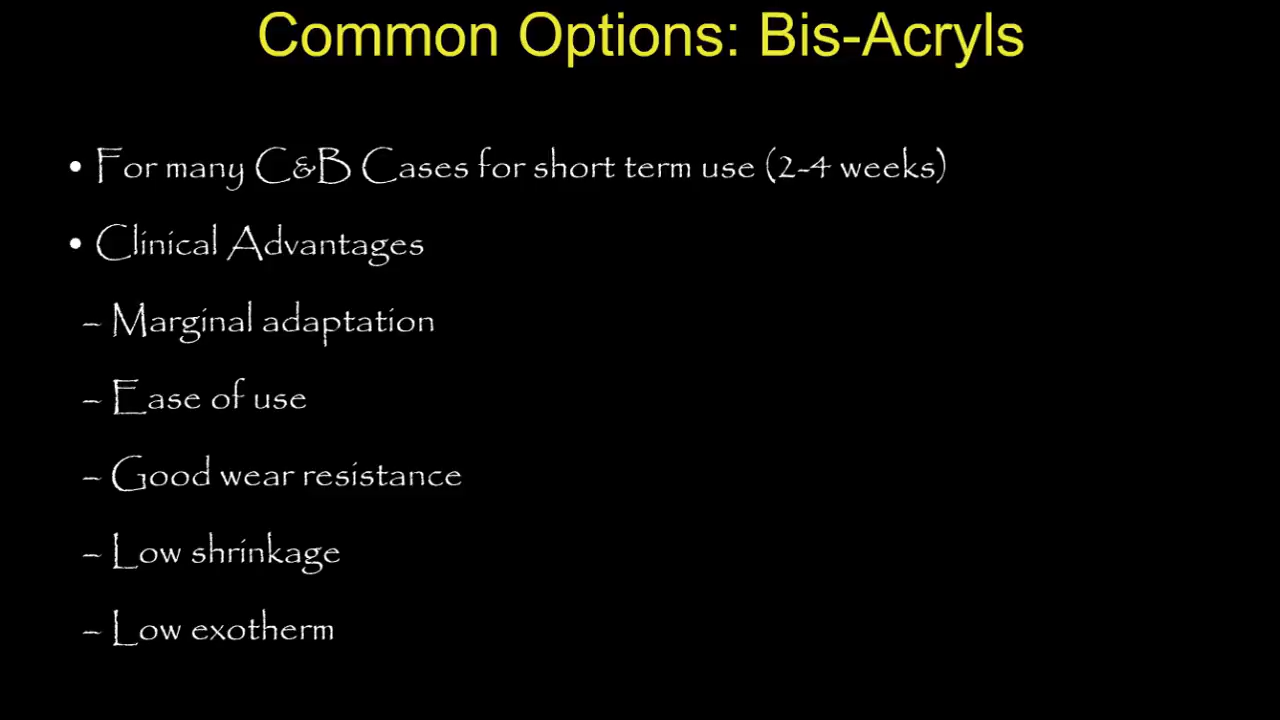 Common Options: Bis-Acryls
• For many C&B Cases for short term use (2-4 weeks)
• Clinical Advantages
– Marginal adaptation
– Ease of use
– Good wear resistance
– Low shrinkage
– Low exotherm